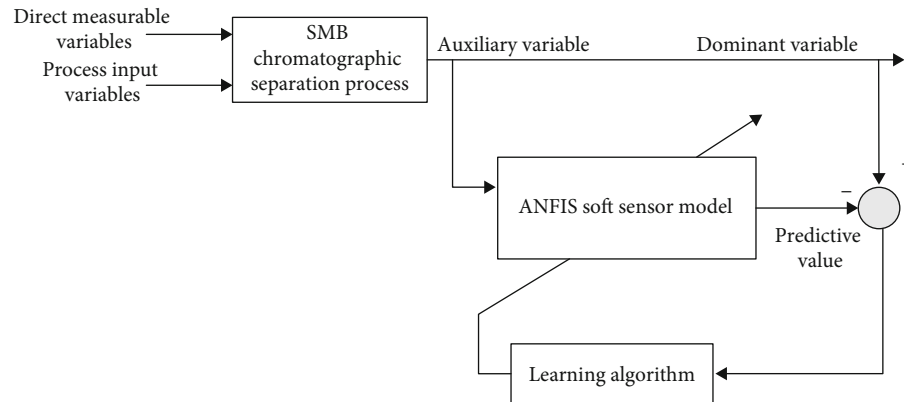 Direct measurable
variables
Process input
variables
SMB
chromatographic
separation process
Auxiliary variable
Dominant variable
ANFIS soft sensor model
–
Predictive
value
Learning algorithm